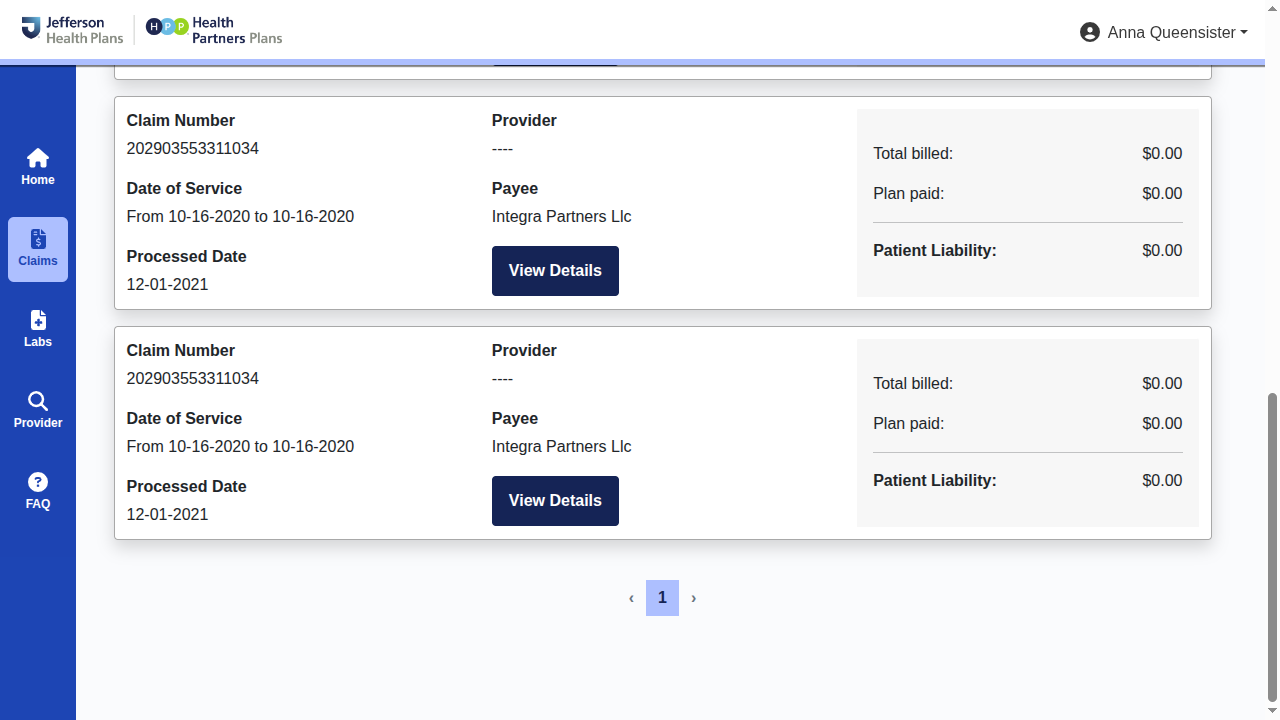 Jefferson
Health Plans
HPP Health
Partners Plans
Anna Queensister
Home
Claims
Labs
Provider
FAQ
Claim Number
202903553311034
Date of Service
From 10-16-2020 to 10-16-2020
Processed Date
12-01-2021
Provider
----
Payee
Integra Partners Llc
View Details
Total billed: $0.00
Plan paid: $0.00
Patient Liability: $0.00
Claim Number
202903553311034
Date of Service
From 10-16-2020 to 10-16-2020
Processed Date
12-01-2021
Provider
----
Payee
Integra Partners Llc
View Details
Total billed: $0.00
Plan paid: $0.00
Patient Liability: $0.00
‹ 1 ›